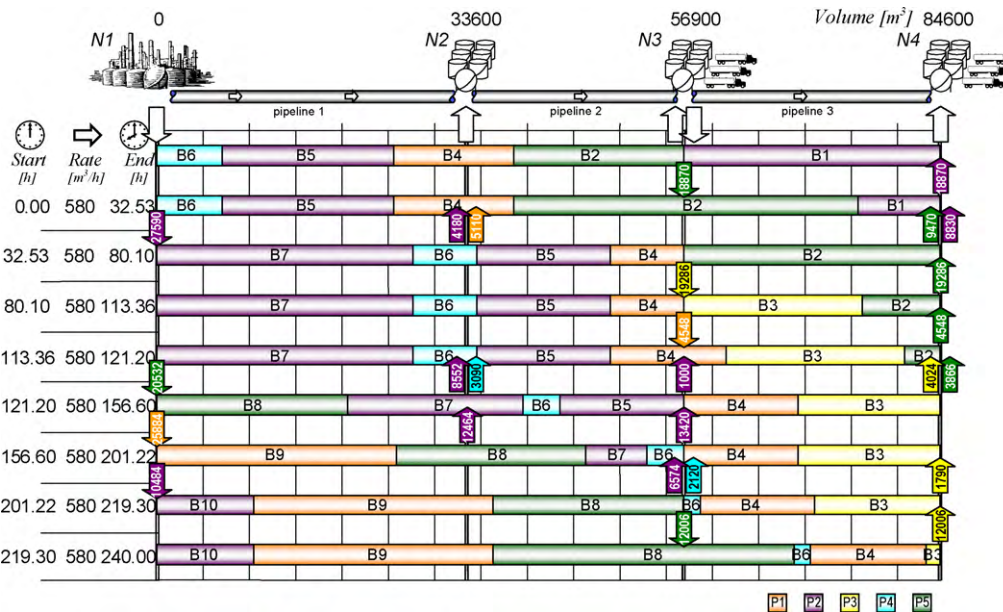 0 33600 56900 Volume [m³] 84600
N1 N2 N3 N4
pipeline 1 pipeline 2 pipeline 3
Start Rate End
[h] [m³/h] [h]
B6 B5 B4 B2 B1
18870 18870
0.00 580 32.53 B6 B5 B4 B2 B1
27590 4180 5110 9470 8830
32.53 580 80.10 B7 B6 B5 B4 B2
19286 19286
80.10 580 113.36 B7 B6 B5 B4 B3 B2
4548 4548
113.36 580 121.20 B7 B6 B5 B4 B3 B2
20532 8552 3090 1000 4024 3866
121.20 580 156.60 B8 B7 B6 B5 B4 B3
25884 12464 13420
156.60 580 201.22 B9 B8 B7 B6 B4 B3
10484 6574 2120 1790
201.22 580 219.30 B10 B9 B8 B6 B4 B3
12006 12006
219.30 580 240.00 B10 B9 B8 B6 B4 B3
P1 P2 P3 P4 P5